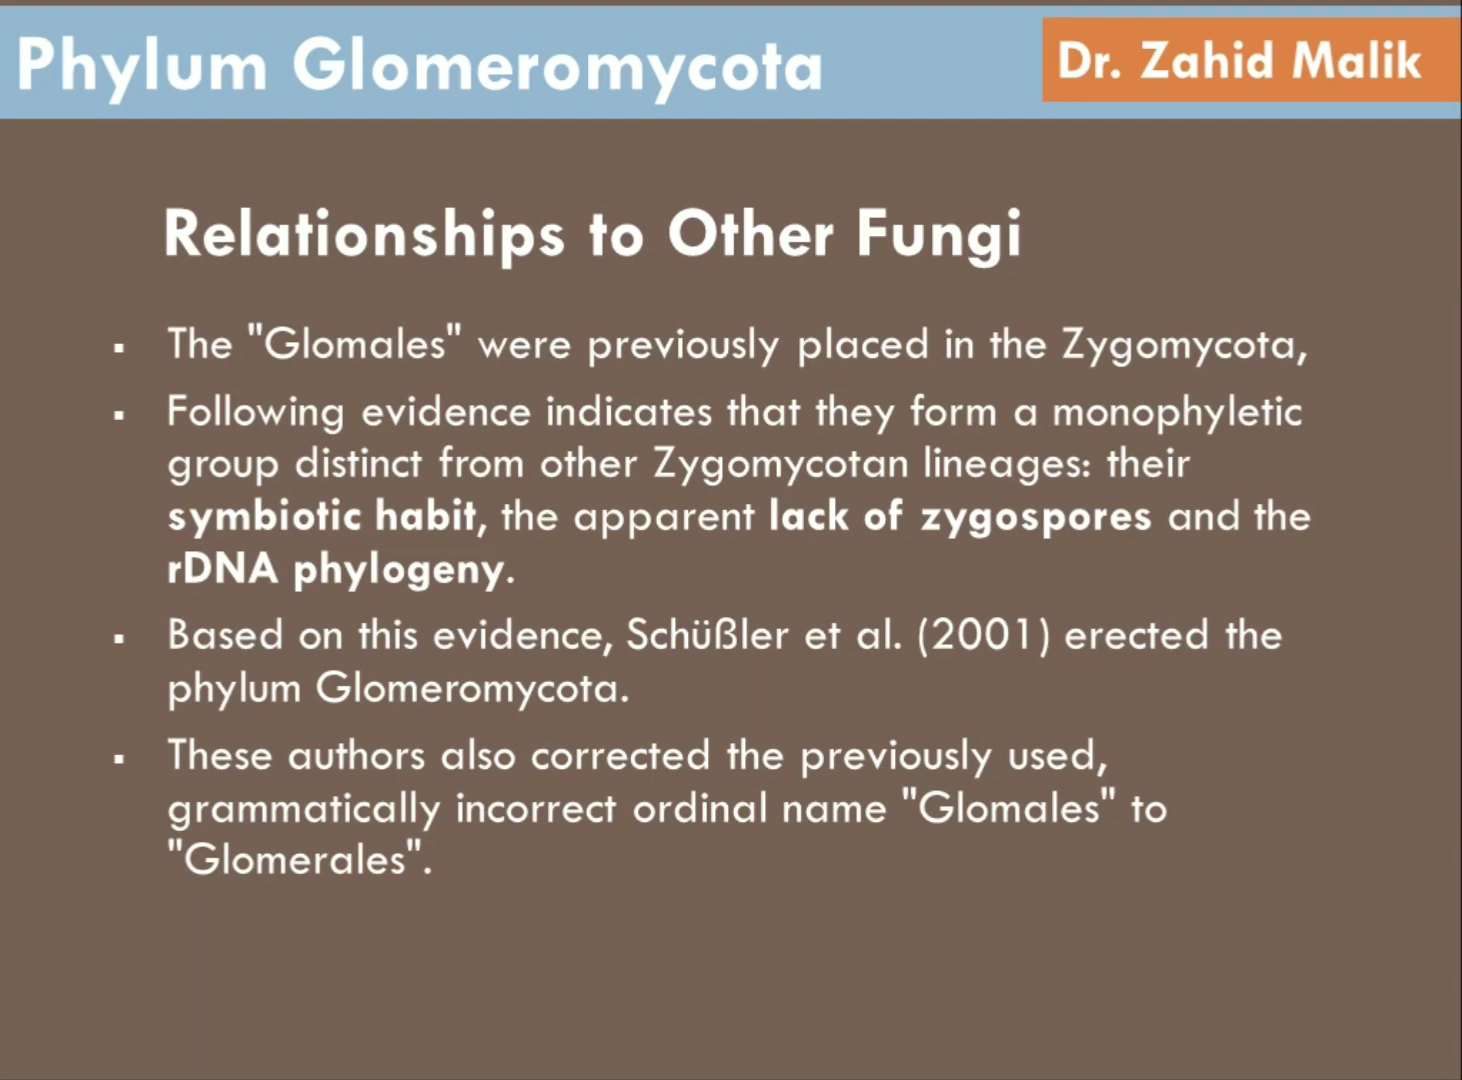 Phylum Glomeromycota
Dr. Zahid Malik
Relationships to Other Fungi
▪ The "Glomales" were previously placed in the Zygomycota,
▪ Following evidence indicates that they form a monophyletic
group distinct from other Zygomycotan lineages: their
symbiotic habit, the apparent lack of zygospores and the
rDNA phylogeny.
▪ Based on this evidence, Schüßler et al. (2001) erected the
phylum Glomeromycota.
▪ These authors also corrected the previously used,
grammatically incorrect ordinal name "Glomales" to
"Glomerales".